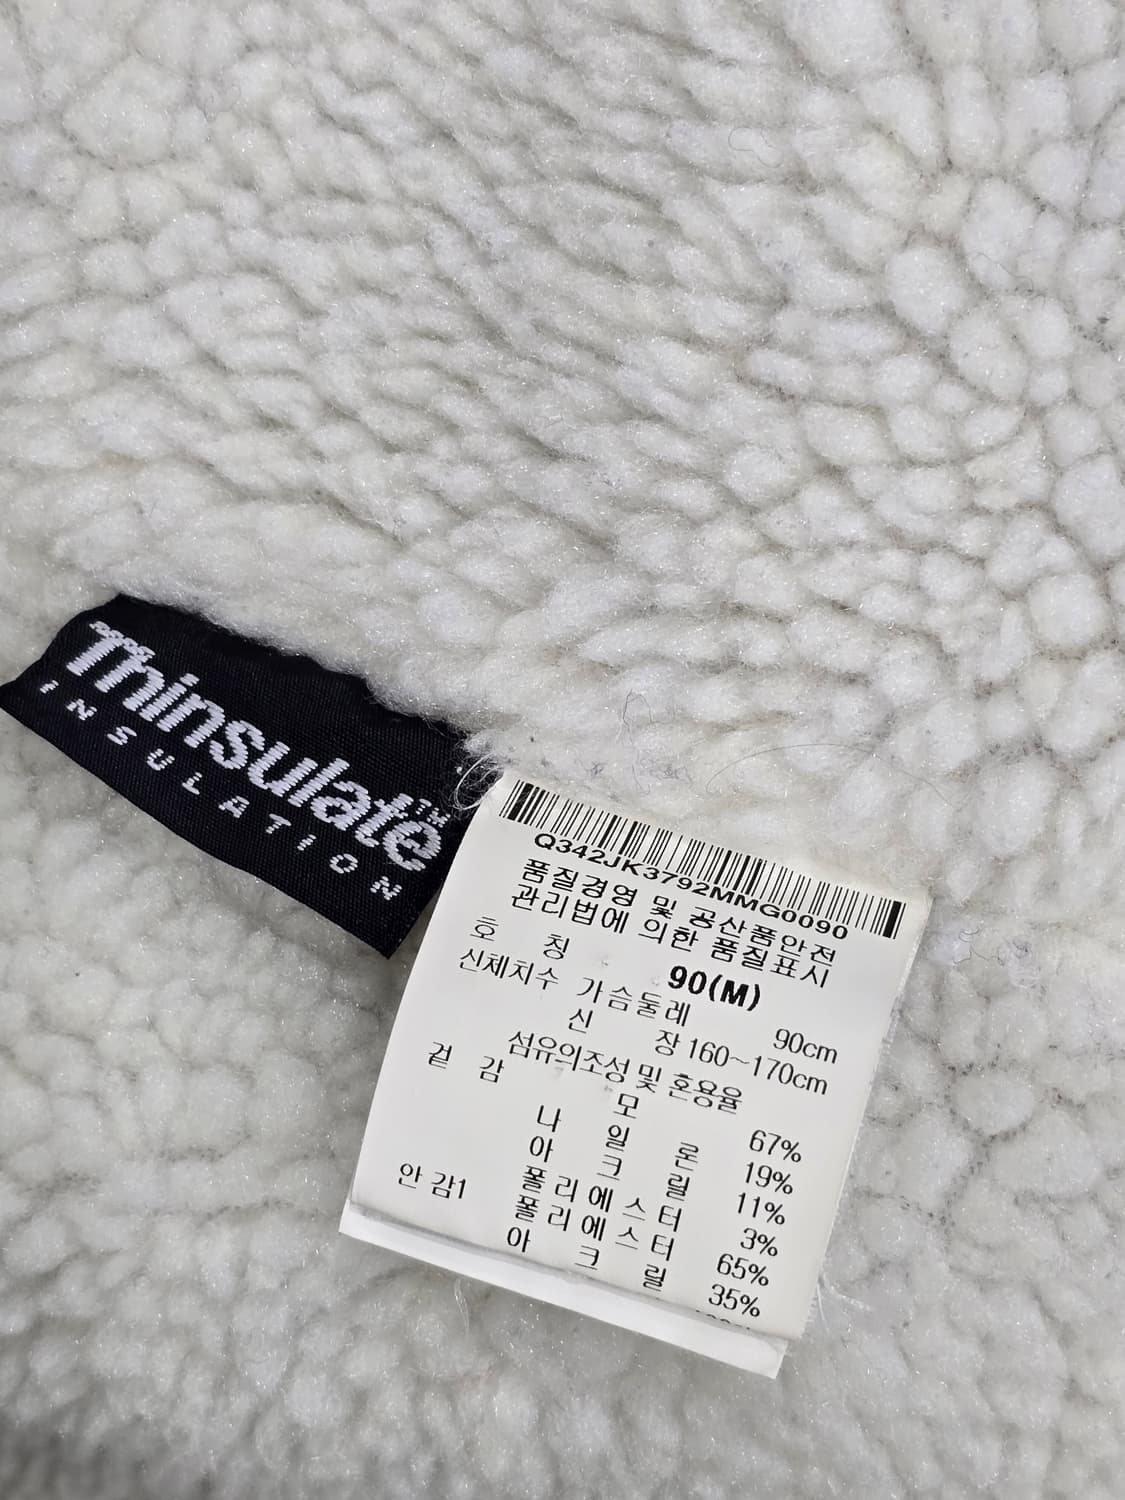 Thinsulate
INSULATION
Q342JK3792MMG0090
품질경영 및 공산품안전
관리법에 의한 품질표시
호 칭 90(M)
신체치수 가슴둘레 90cm
신 장 160~170cm
섬유의조성 및 혼용율
겉 감 모 67%
나 일 론 19%
아 크 릴 11%
폴 리 에 스 터 3%
안 감1 폴 리 에 스 터 65%
아 크 릴 35%